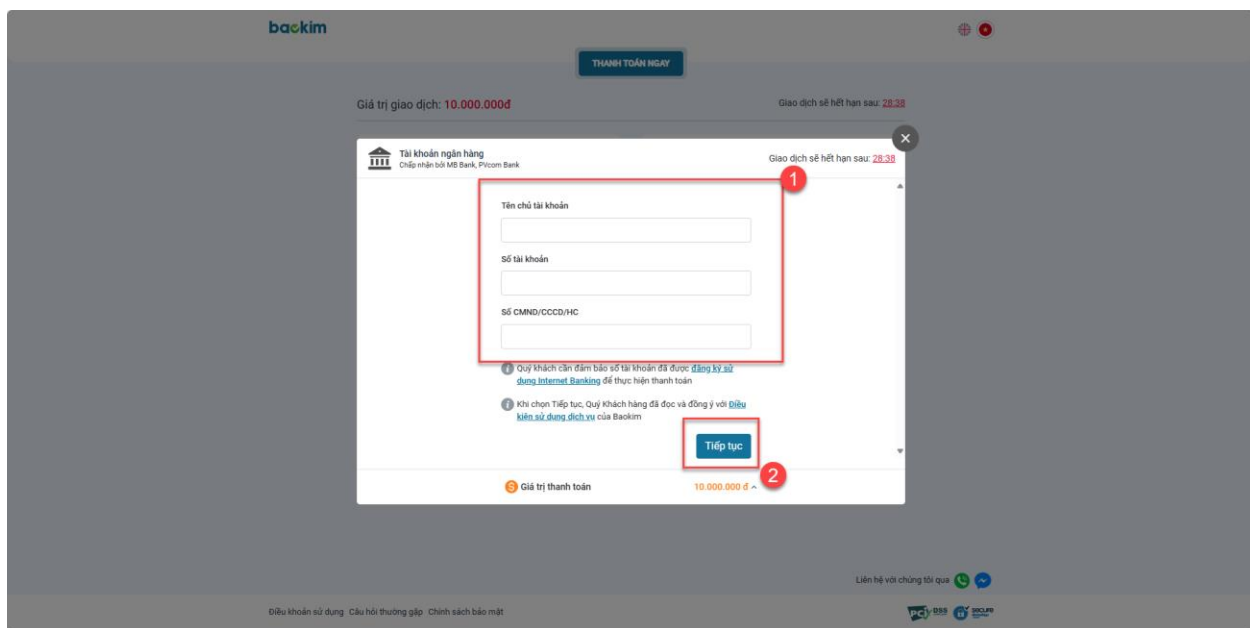 baokim
THANH TOÁN NGAY
Giá trị giao dịch: 10.000.000đ
Giao dịch sẽ hết hạn sau: 28:38
Tài khoản ngân hàng
Chấp nhận bởi MB Bank, PVcom Bank
Giao dịch sẽ hết hạn sau: 28:38
1
Tên chủ tài khoản
Số tài khoản
Số CMND/CCCD/HC
Quý khách cần đảm bảo số tài khoản đã được đăng ký sử
dụng Internet Banking để thực hiện thanh toán
Khi chọn Tiếp tục, Quý Khách hàng đã đọc và đồng ý với Điều
kiện sử dụng dịch vụ của Baokim
Tiếp tục
2
Giá trị thanh toán
10.000.000 đ
Liên hệ với chúng tôi qua
Điều khoản sử dụng Câu hỏi thường gặp Chính sách bảo mật
PCI DSS
SECURE